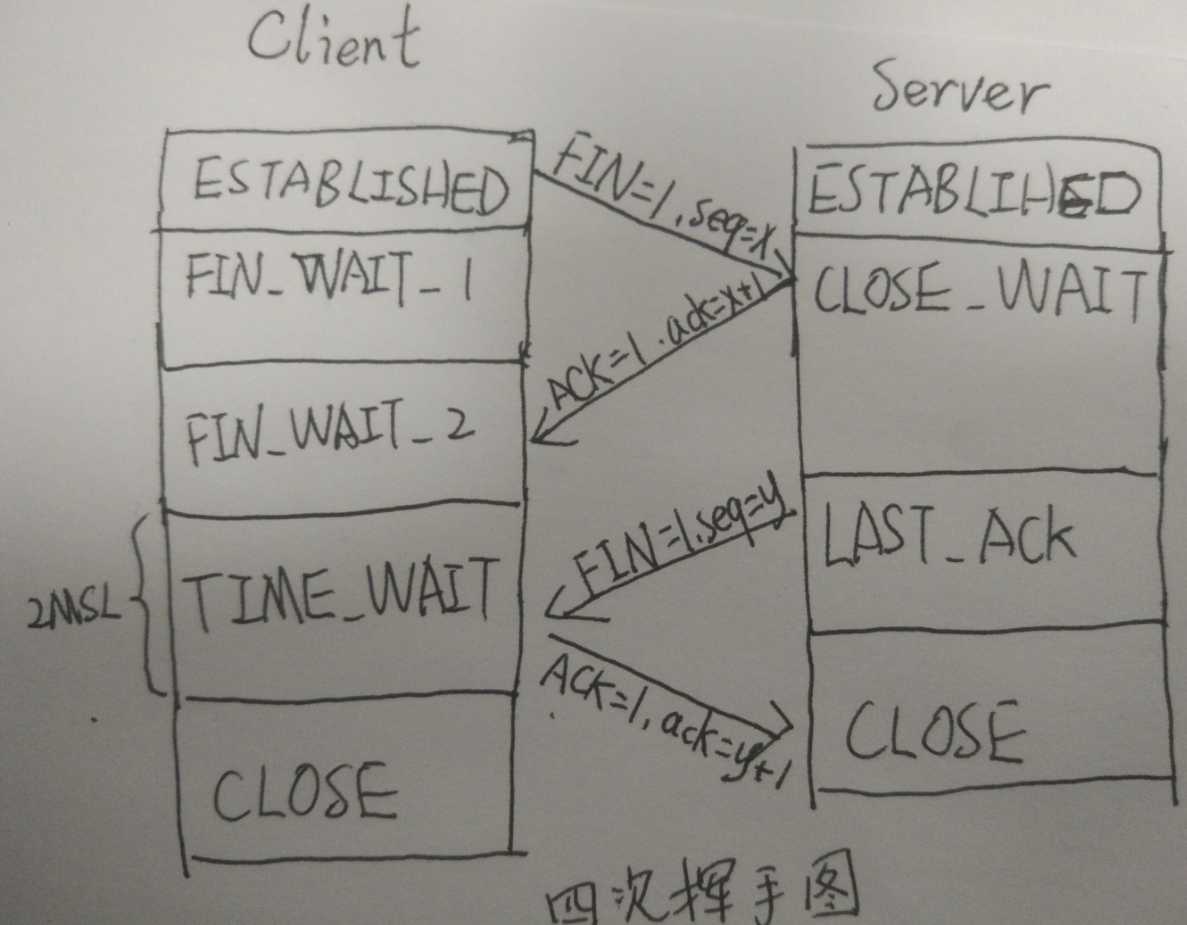 Client
Server
ESTABLISHED
FIN=1,seq=x
ESTABLIHED
FIN_WAIT_1
ACK=1.ack=x+1
CLOSE_WAIT
FIN_WAIT_2
FIN=1.seq=y
LAST_ACK
2MSL
TIME_WAIT
ACK=1,ack=y+1
CLOSE
CLOSE
四次挥手图